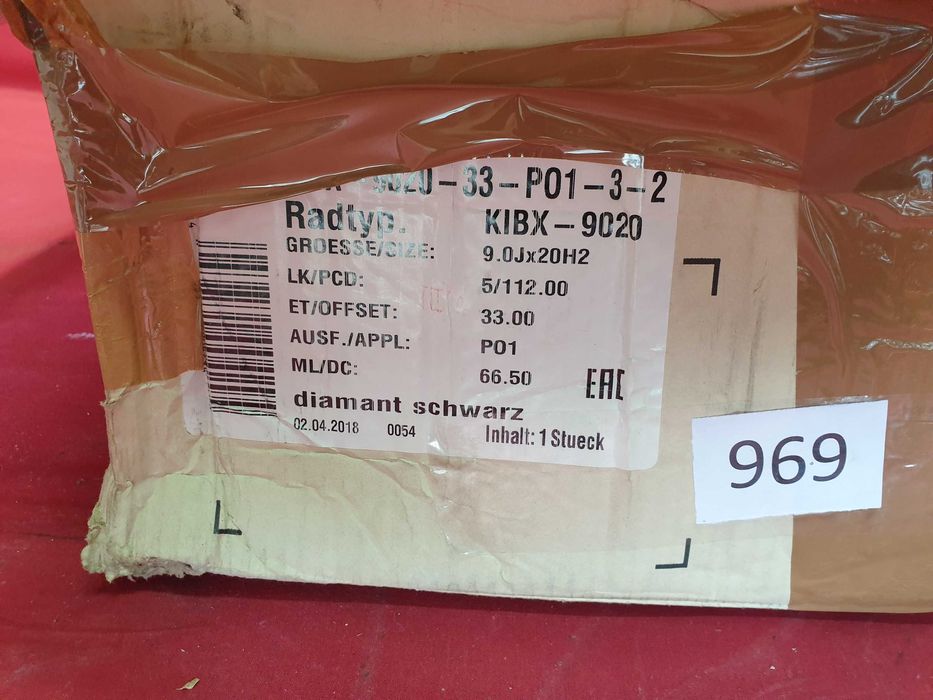 9020-33-P01-3-2
Radtyp. KIBX-9020
GROESSE/SIZE: 9.0Jx20H2
LK/PCD: 5/112.00
ET/OFFSET: 33.00
AUSF./APPL: P01
ML/DC: 66.50
EAC
diamant schwarz
02.04.2018 0054 Inhalt: 1 Stueck
969